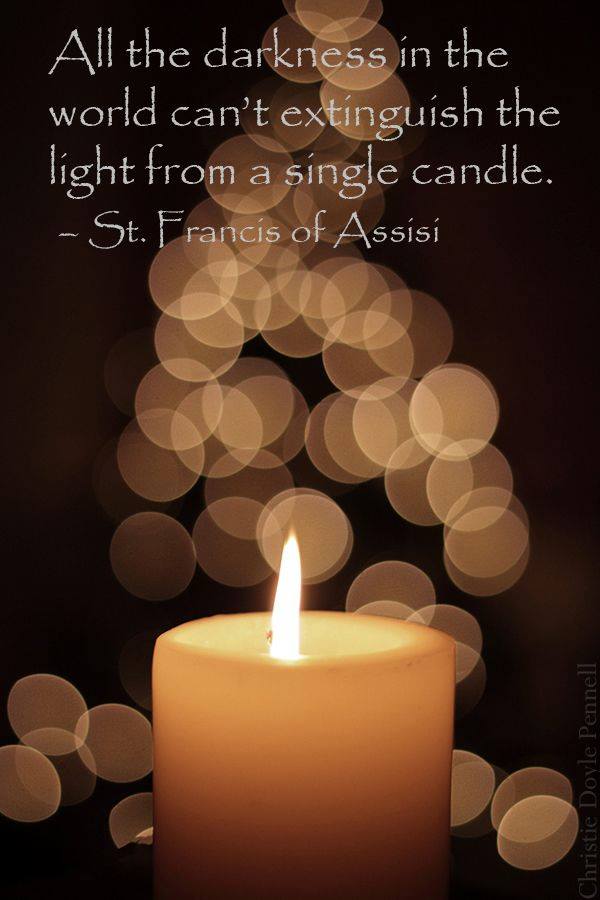 All the darkness in the
world can't extinguish the
light from a single candle.
– St. Francis of Assisi
Christie Doyle Pennell